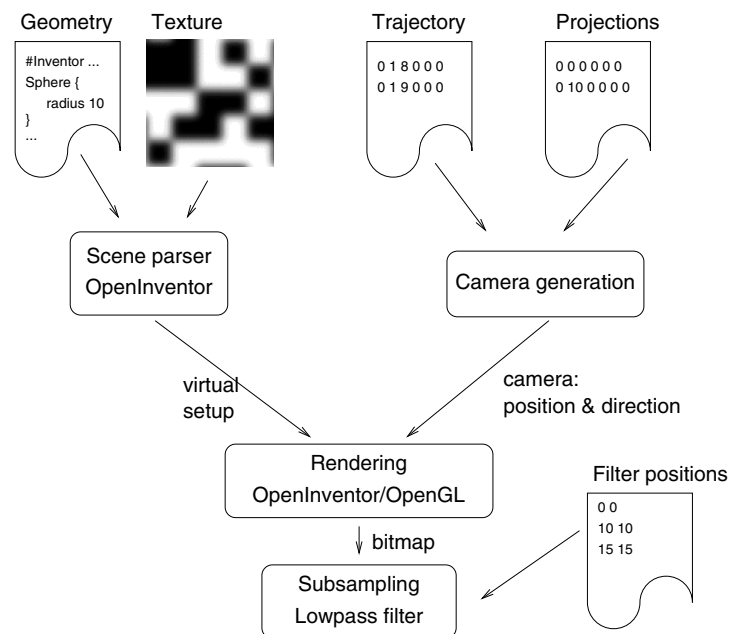 Geometry
Texture
Trajectory
Projections
#Inventor ...
Sphere {
radius 10
}
...
0 1 8 0 0 0
0 1 9 0 0 0
0 0 0 0 0 0
0 10 0 0 0 0
Scene parser
OpenInventor
Camera generation
virtual
setup
camera:
position & direction
Rendering
OpenInventor/OpenGL
Filter positions
0 0
10 10
15 15
bitmap
Subsampling
Lowpass filter